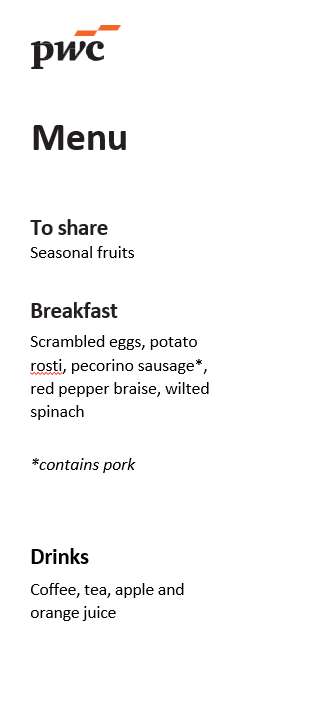 pwc
Menu
To share
Seasonal fruits
Breakfast
Scrambled eggs, potato
rosti, pecorino sausage*,
red pepper braise, wilted
spinach
*contains pork
Drinks
Coffee, tea, apple and
orange juice